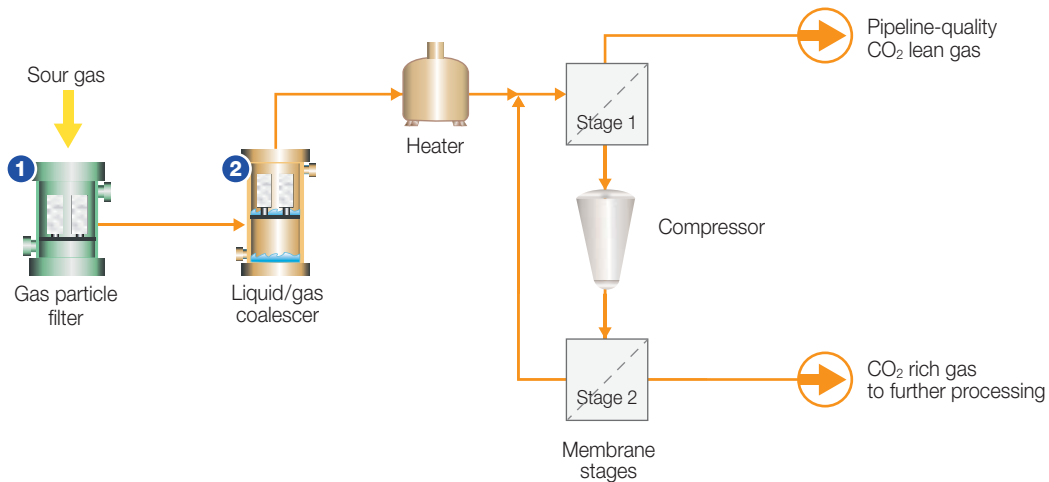 Sour gas
1
Gas particle
filter
2
Liquid/gas
coalescer
Heater
Stage 1
Pipeline-quality
CO₂ lean gas
Compressor
Stage 2
Membrane
stages
CO₂ rich gas
to further processing